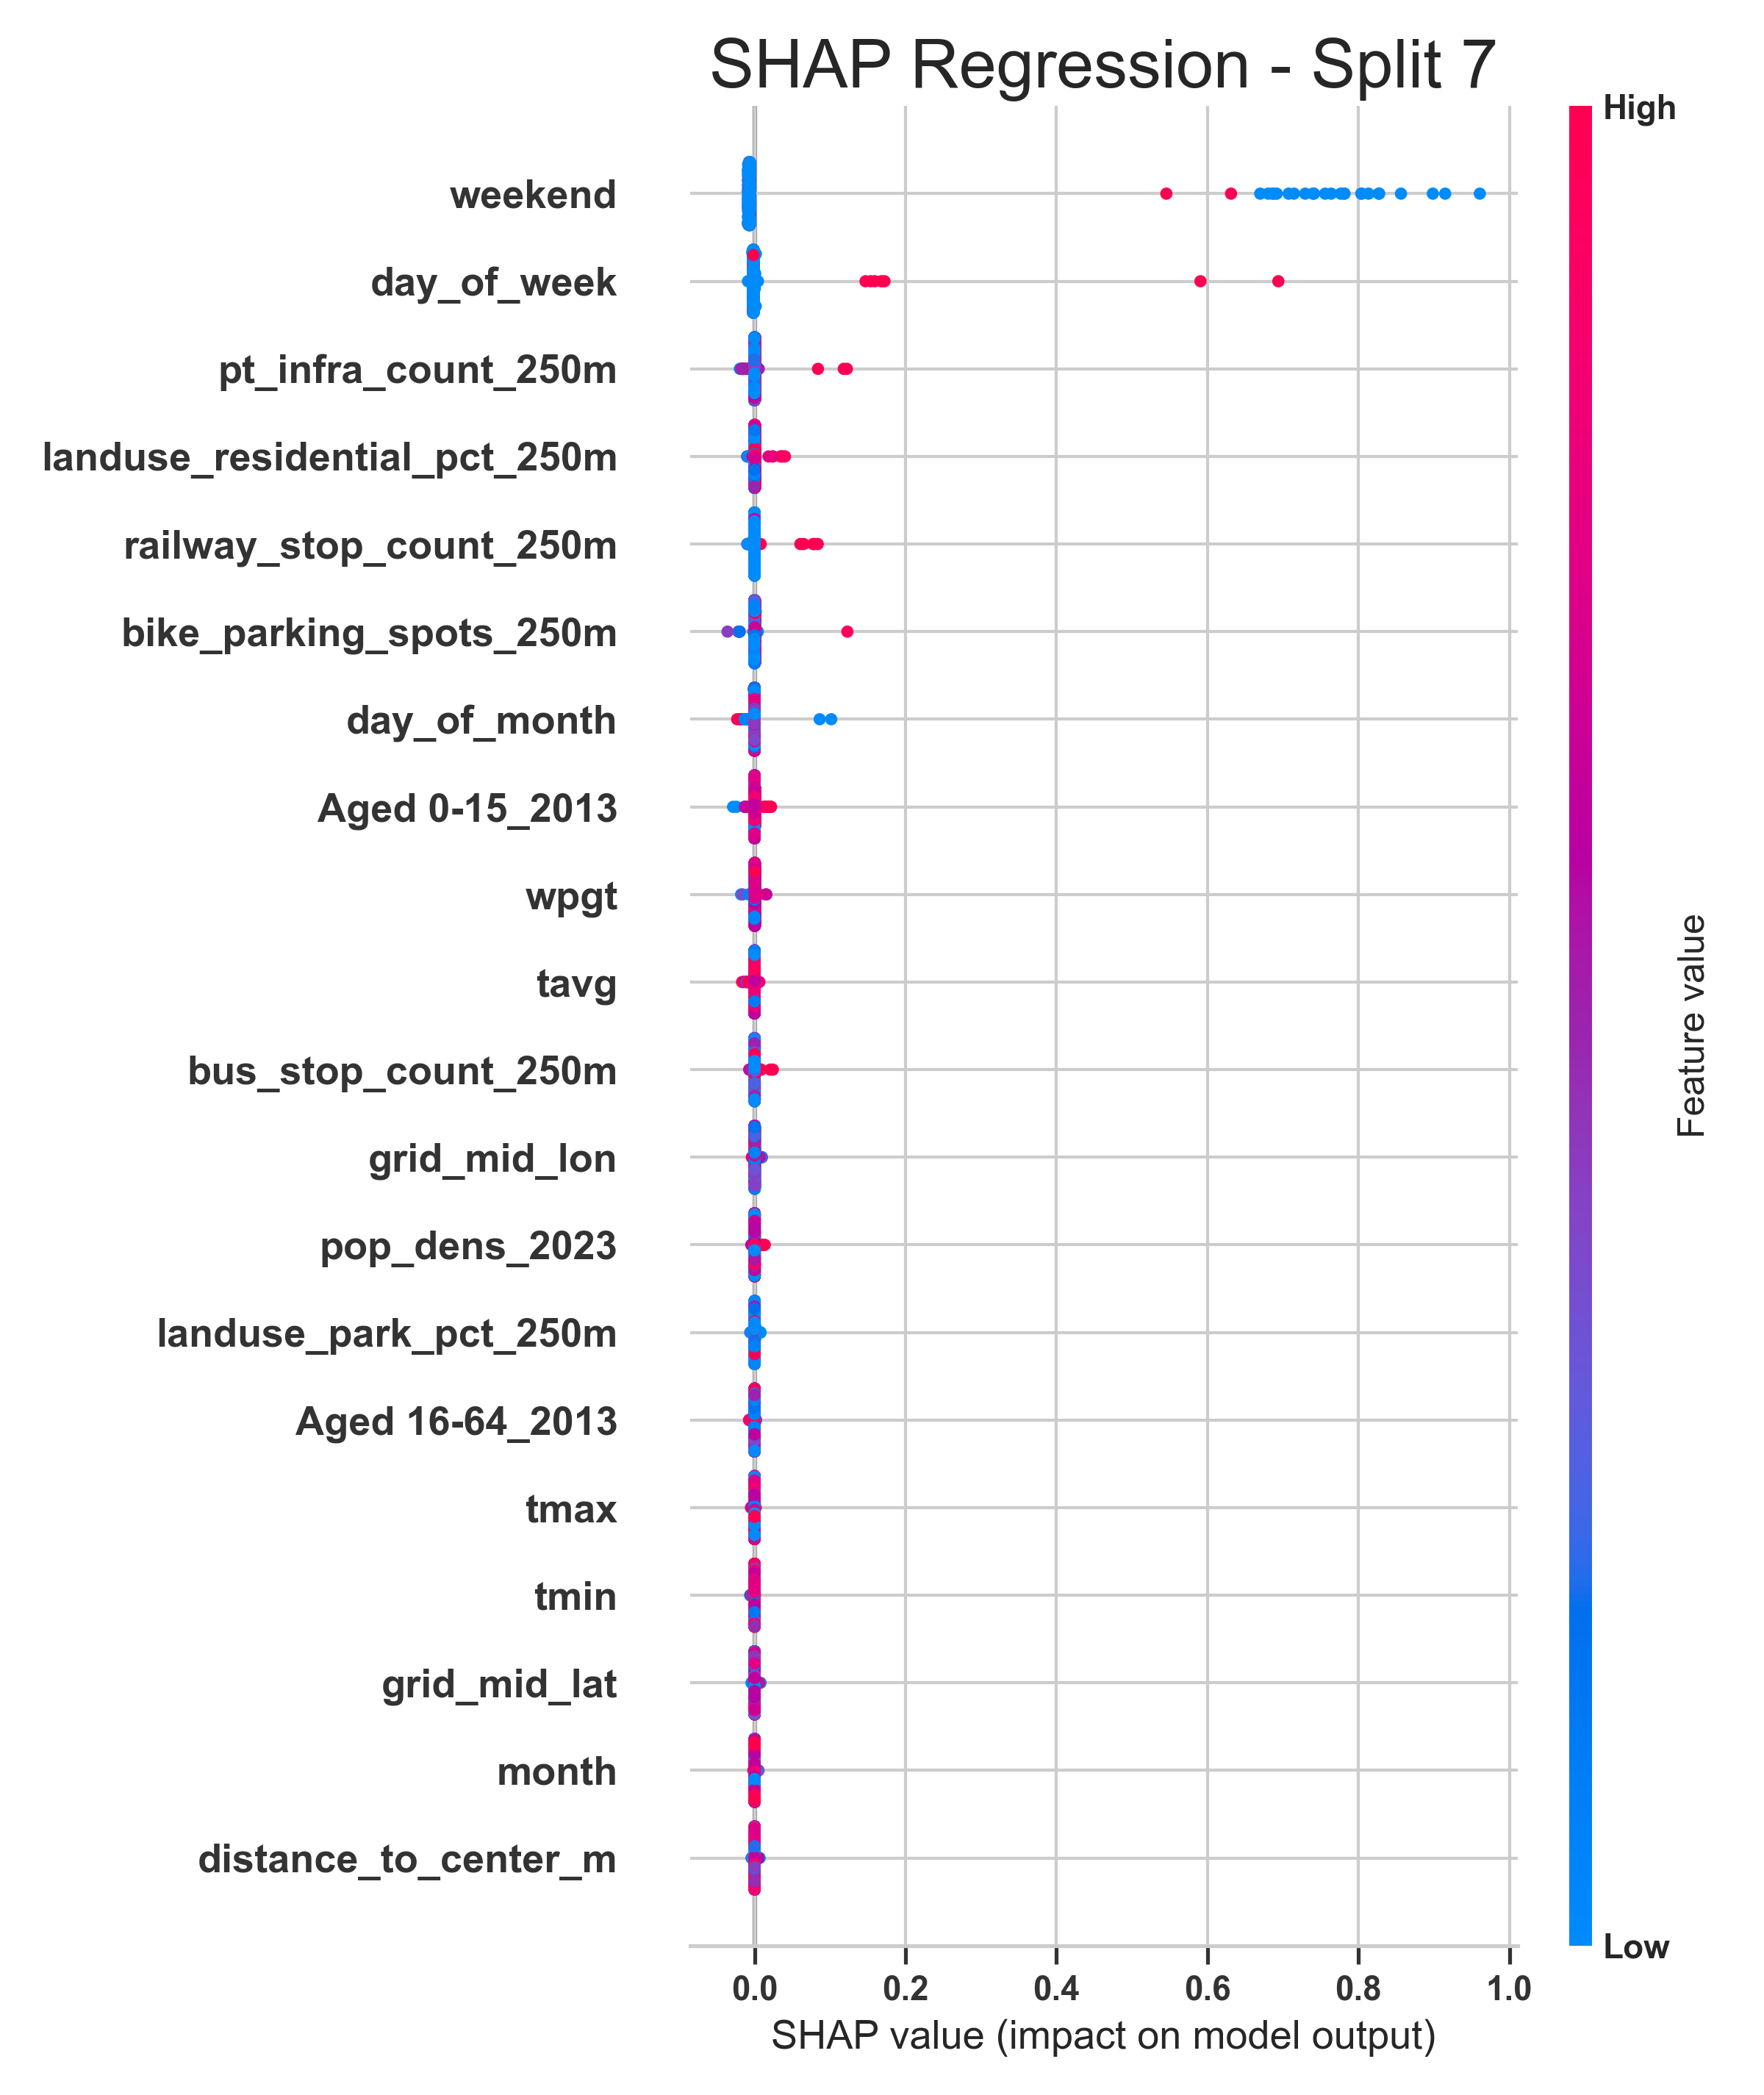 SHAP Regression - Split 7
High
weekend
day_of_week
pt_infra_count_250m
landuse_residential_pct_250m
railway_stop_count_250m
bike_parking_spots_250m
day_of_month
Aged 0-15_2013
wpgt
tavg
bus_stop_count_250m
grid_mid_lon
pop_dens_2023
landuse_park_pct_250m
Aged 16-64_2013
tmax
tmin
grid_mid_lat
month
distance_to_center_m
Feature value
Low
0.0 0.2 0.4 0.6 0.8 1.0
SHAP value (impact on model output)